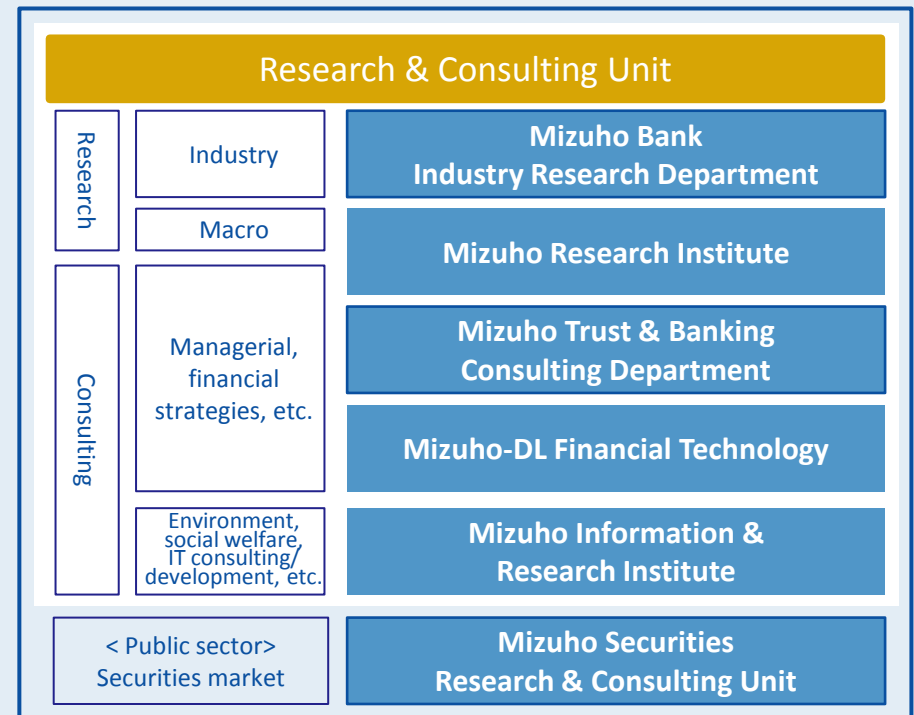 Research & Consulting Unit
Research
Industry
Mizuho Bank
Industry Research Department
Macro
Mizuho Research Institute
Consulting
Managerial,
financial
strategies, etc.
Mizuho Trust & Banking
Consulting Department
Mizuho-DL Financial Technology
Environment,
social welfare,
IT consulting/
development, etc.
Mizuho Information &
Research Institute
< Public sector>
Securities market
Mizuho Securities
Research & Consulting Unit